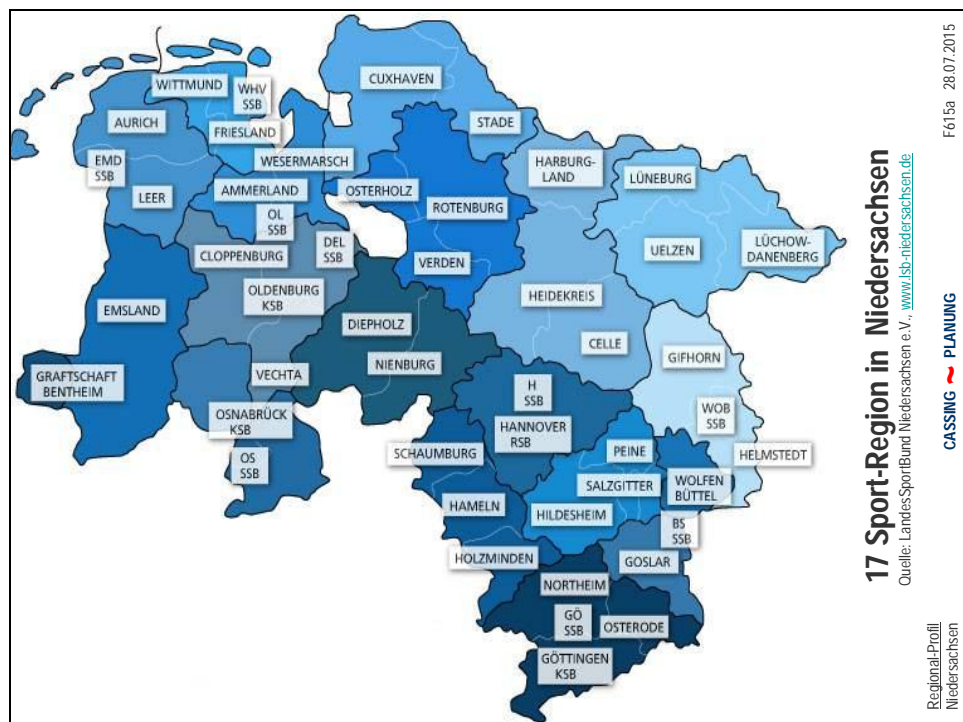 WITTMUND
WHV
SSB
CUXHAVEN
AURICH
FRIESLAND
STADE
EMD
SSB
WESERMARSCH
HARBURG-
LAND
LÜNEBURG
LEER
AMMERLAND
OSTERHOLZ
ROTENBURG
OL
SSB
DEL
SSB
CLOPPENBURG
VERDEN
UELZEN
LÜCHOW-
DANENBERG
OLDENBURG
KSB
HEIDEKREIS
EMSLAND
DIEPHOLZ
CELLE
GIFHORN
GRAFTSCHAFT
BENTHEIM
VECHTA
NIENBURG
H
SSB
OSNABRÜCK
KSB
HANNOVER
RSB
WOB
SSB
OS
SSB
SCHAUMBURG
PEINE
HELMSTEDT
SALZGITTER
WOLFEN
BÜTTEL
HAMELN
HILDESHEIM
BS
SSB
HOLZMINDEN
GOSLAR
NORTHEIM
GÖ
SSB
OSTERODE
GÖTTINGEN
KSB
17 Sport-Region in Niedersachsen
Quelle: LandesSportBund Niedersachsen e.V., www.lsb-niedersachsen.de
Regional-Profil
Niedersachsen
CASSING ~ PLANUNG
F615a 28.07.2015